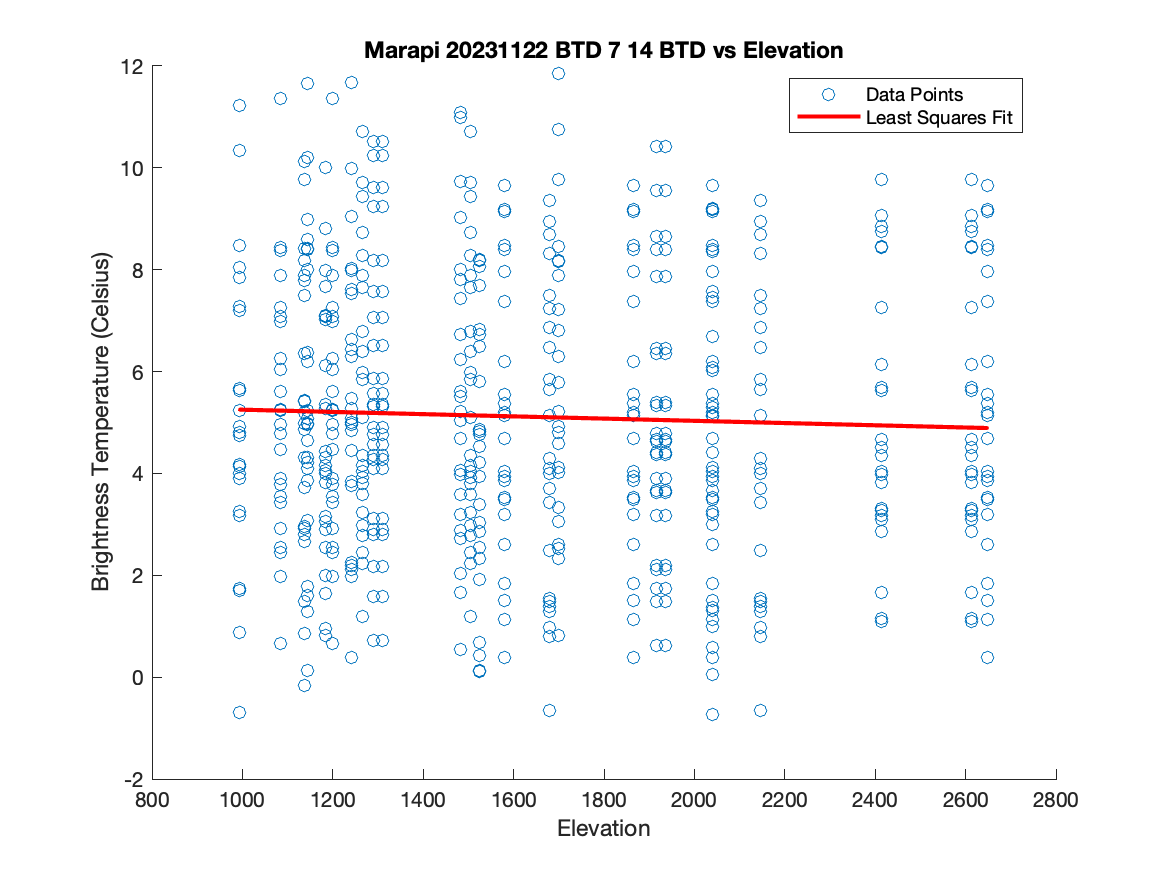 Marapi 20231122 BTD 7 14 BTD vs Elevation
Data Points
Least Squares Fit
Brightness Temperature (Celsius)
12
10
8
6
4
2
0
-2
800 1000 1200 1400 1600 1800 2000 2200 2400 2600 2800
Elevation